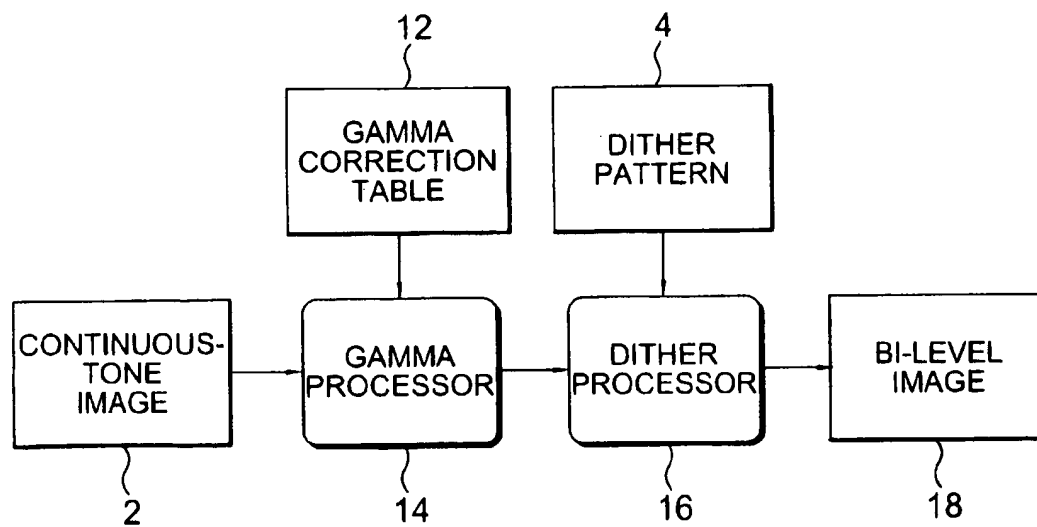 12
4
GAMMA
CORRECTION
TABLE
DITHER
PATTERN
CONTINUOUS-
TONE
IMAGE
GAMMA
PROCESSOR
DITHER
PROCESSOR
BI-LEVEL
IMAGE
2
14
16
18